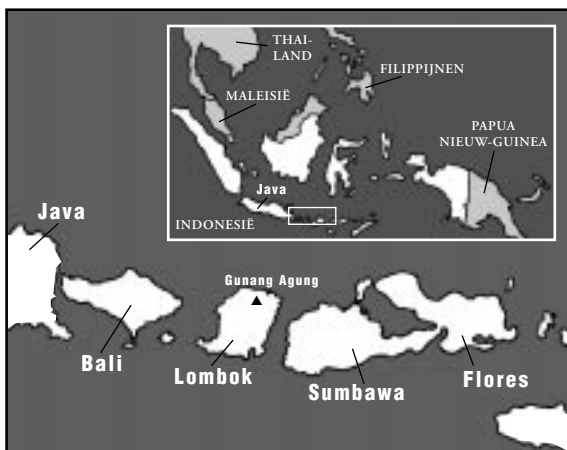 THAI-
LAND
FILIPPIJNEN
MALEISIË
PAPUA
NIEUW-GUINEA
Java
INDONESIË
Java
Gunang Agung
Bali
Lombok
Sumbawa
Flores